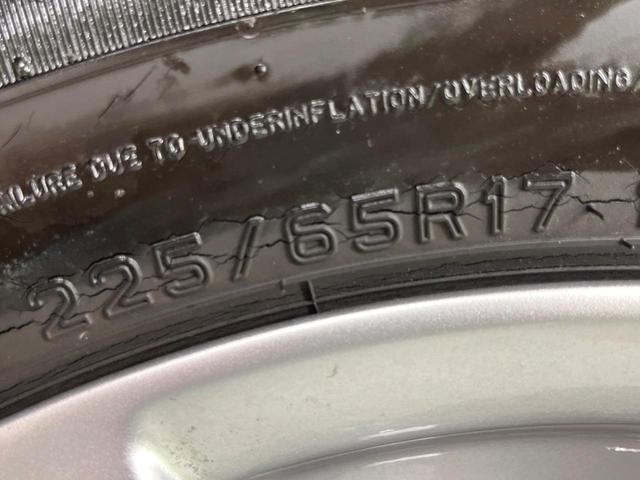 FAILURE DUE TO UNDERINFLATION/OVERLOADING/
225/65R17